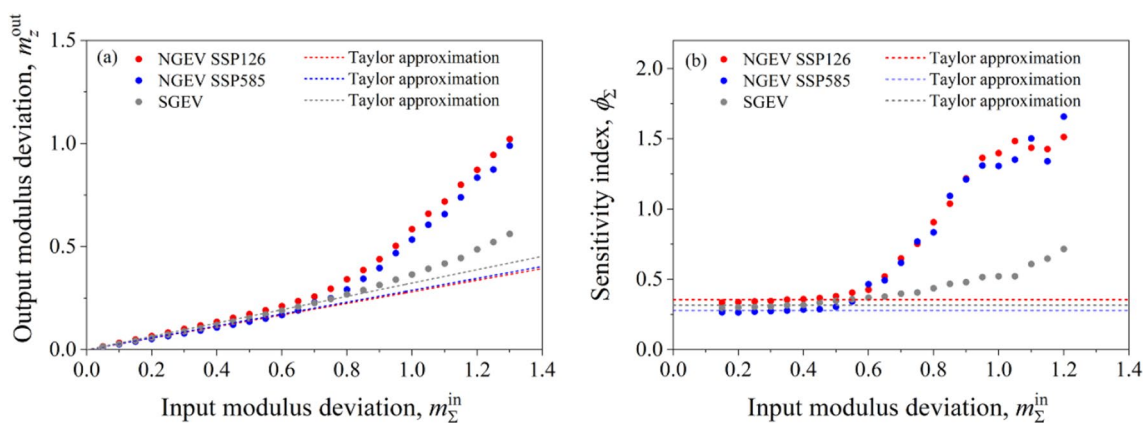 (a)
NGEV SSP126
Taylor approximation
NGEV SSP585
Taylor approximation
SGEV
Taylor approximation
Output modulus deviation, m_z^out
1.5
1.0
0.5
0.0
0.0 0.2 0.4 0.6 0.8 1.0 1.2 1.4
Input modulus deviation, m_Σ^in
(b)
NGEV SSP126
Taylor approximation
NGEV SSP585
Taylor approximation
SGEV
Taylor approximation
Sensitivity index, ϕ_Σ
2.0
1.5
1.0
0.5
0.0
0.0 0.2 0.4 0.6 0.8 1.0 1.2 1.4
Input modulus deviation, m_Σ^in